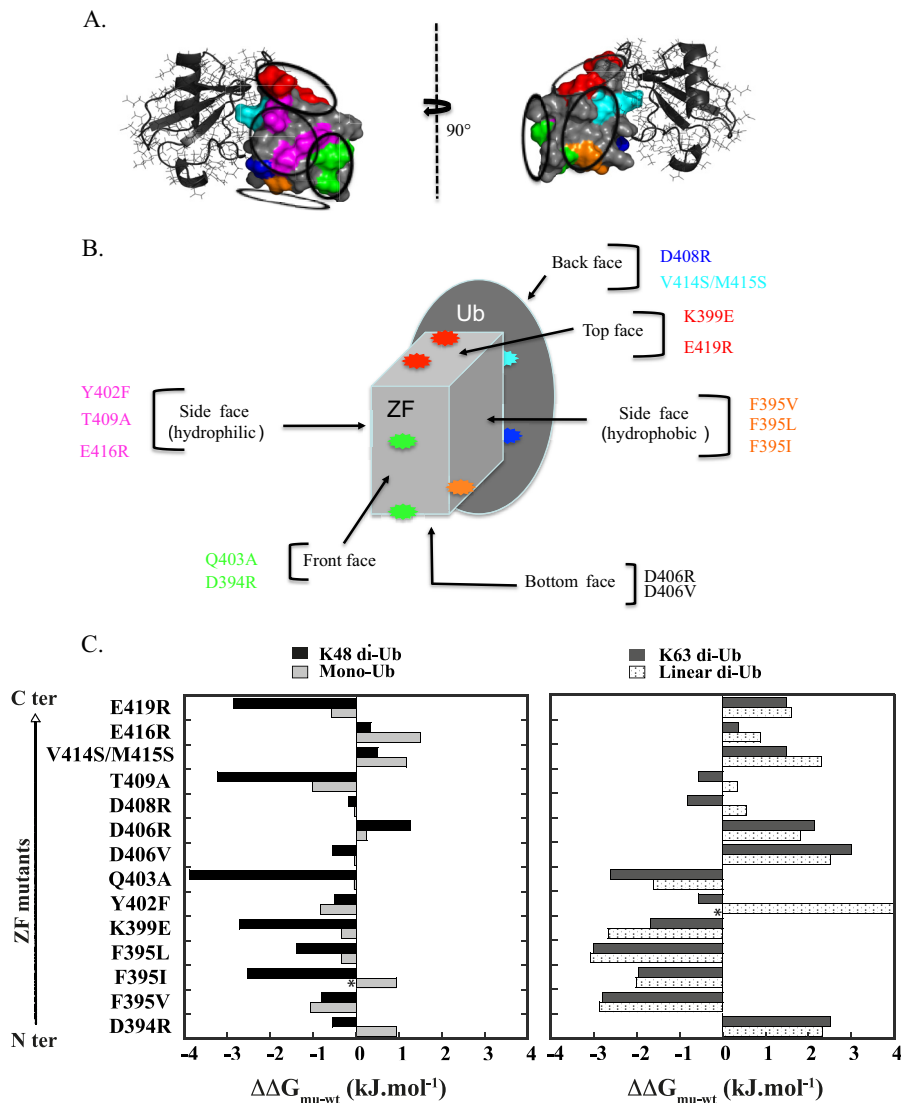 A.
90°
B.
Back face
D408R
V414S/M415S
Ub
Top face
K399E
E419R
ZF
Y402F
T409A
E416R
Side face
(hydrophilic)
Side face
(hydrophobic)
F395V
F395L
F395I
Q403A
D394R
Front face
Bottom face
D406R
D406V
C.
K48 di-Ub
Mono-Ub
K63 di-Ub
Linear di-Ub
C ter
ZF mutants
N ter
E419R
E416R
V414S/M415S
T409A
D408R
D406R
D406V
Q403A
Y402F
*
K399E
F395L
F395I
*
F395V
D394R
-4 -3 -2 -1 0 1 2 3 4
-4 -3 -2 -1 0 1 2 3 4
ΔΔGmu-wt (kJ.mol-1)
ΔΔGmu-wt (kJ.mol-1)